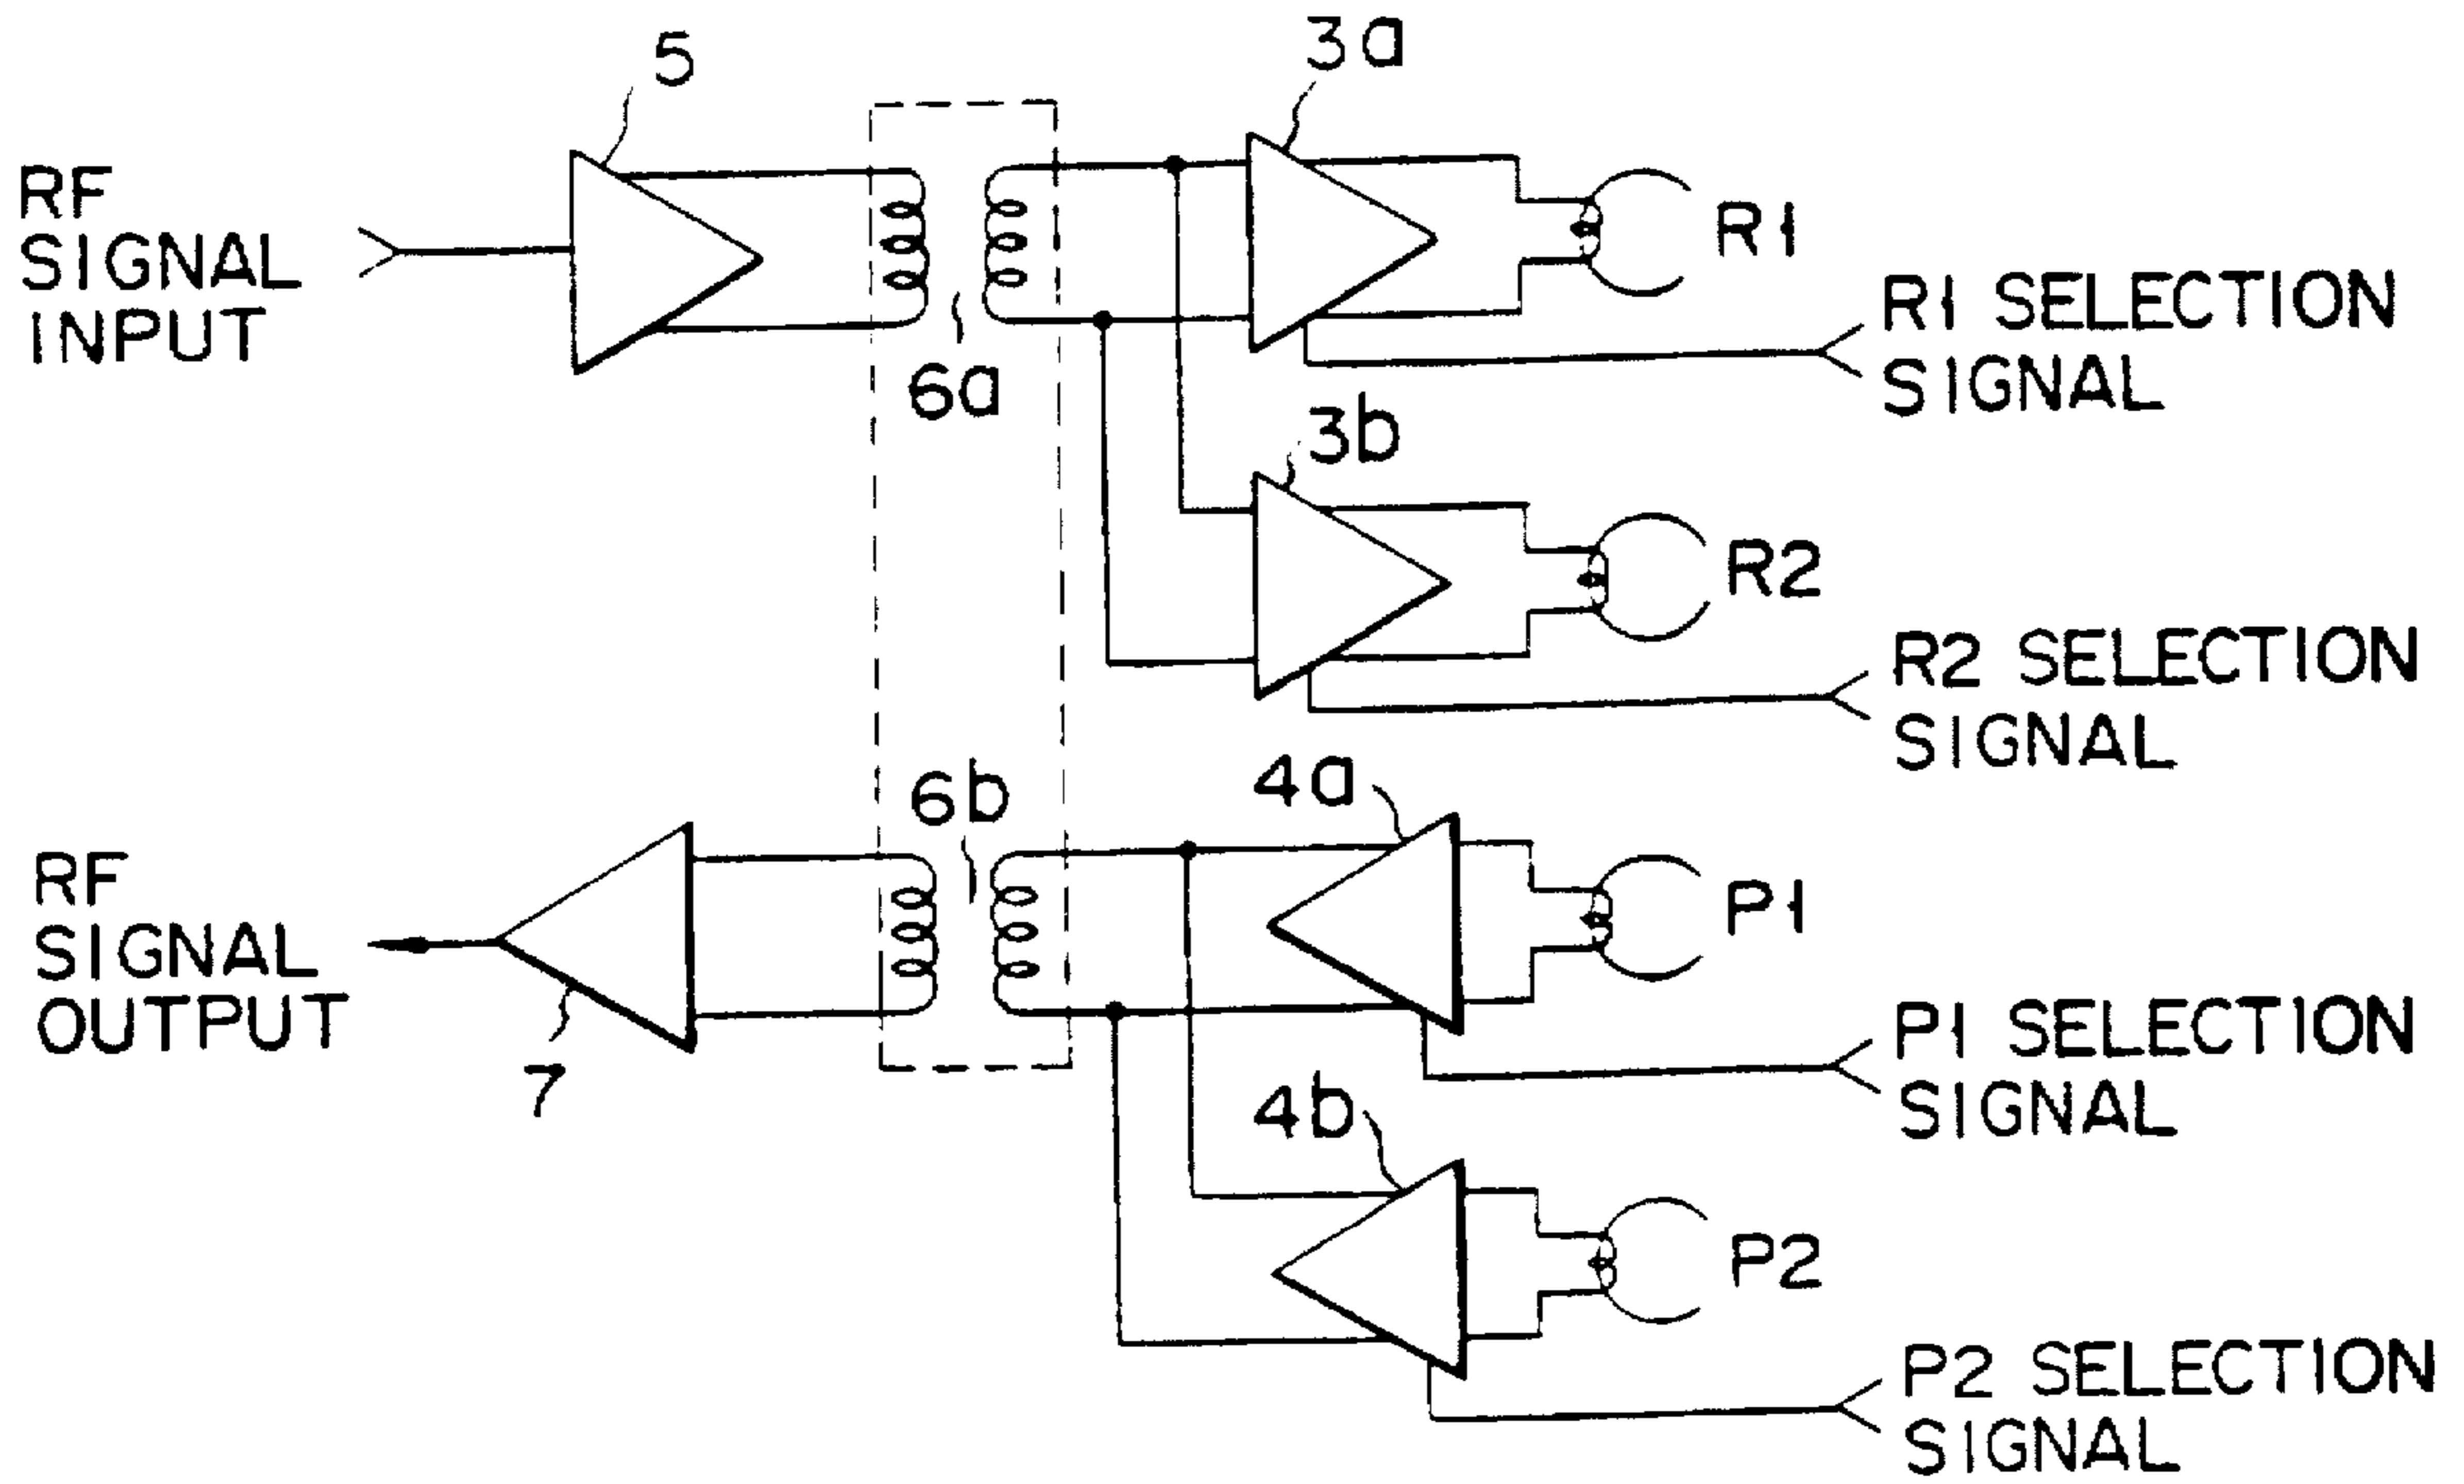 5
3a
RF
SIGNAL
INPUT
R1
6a
R1 SELECTION
SIGNAL
3b
R2
R2 SELECTION
SIGNAL
6b
4a
RF
SIGNAL
OUTPUT
P1
7
P1 SELECTION
SIGNAL
4b
P2
P2 SELECTION
SIGNAL